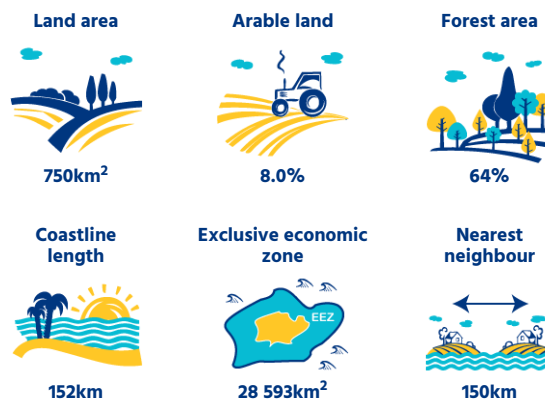 Land area
Arable land
Forest area
750km²
8.0%
64%
Coastline
length
Exclusive economic
zone
Nearest
neighbour
EEZ
152km
28 593km²
150km